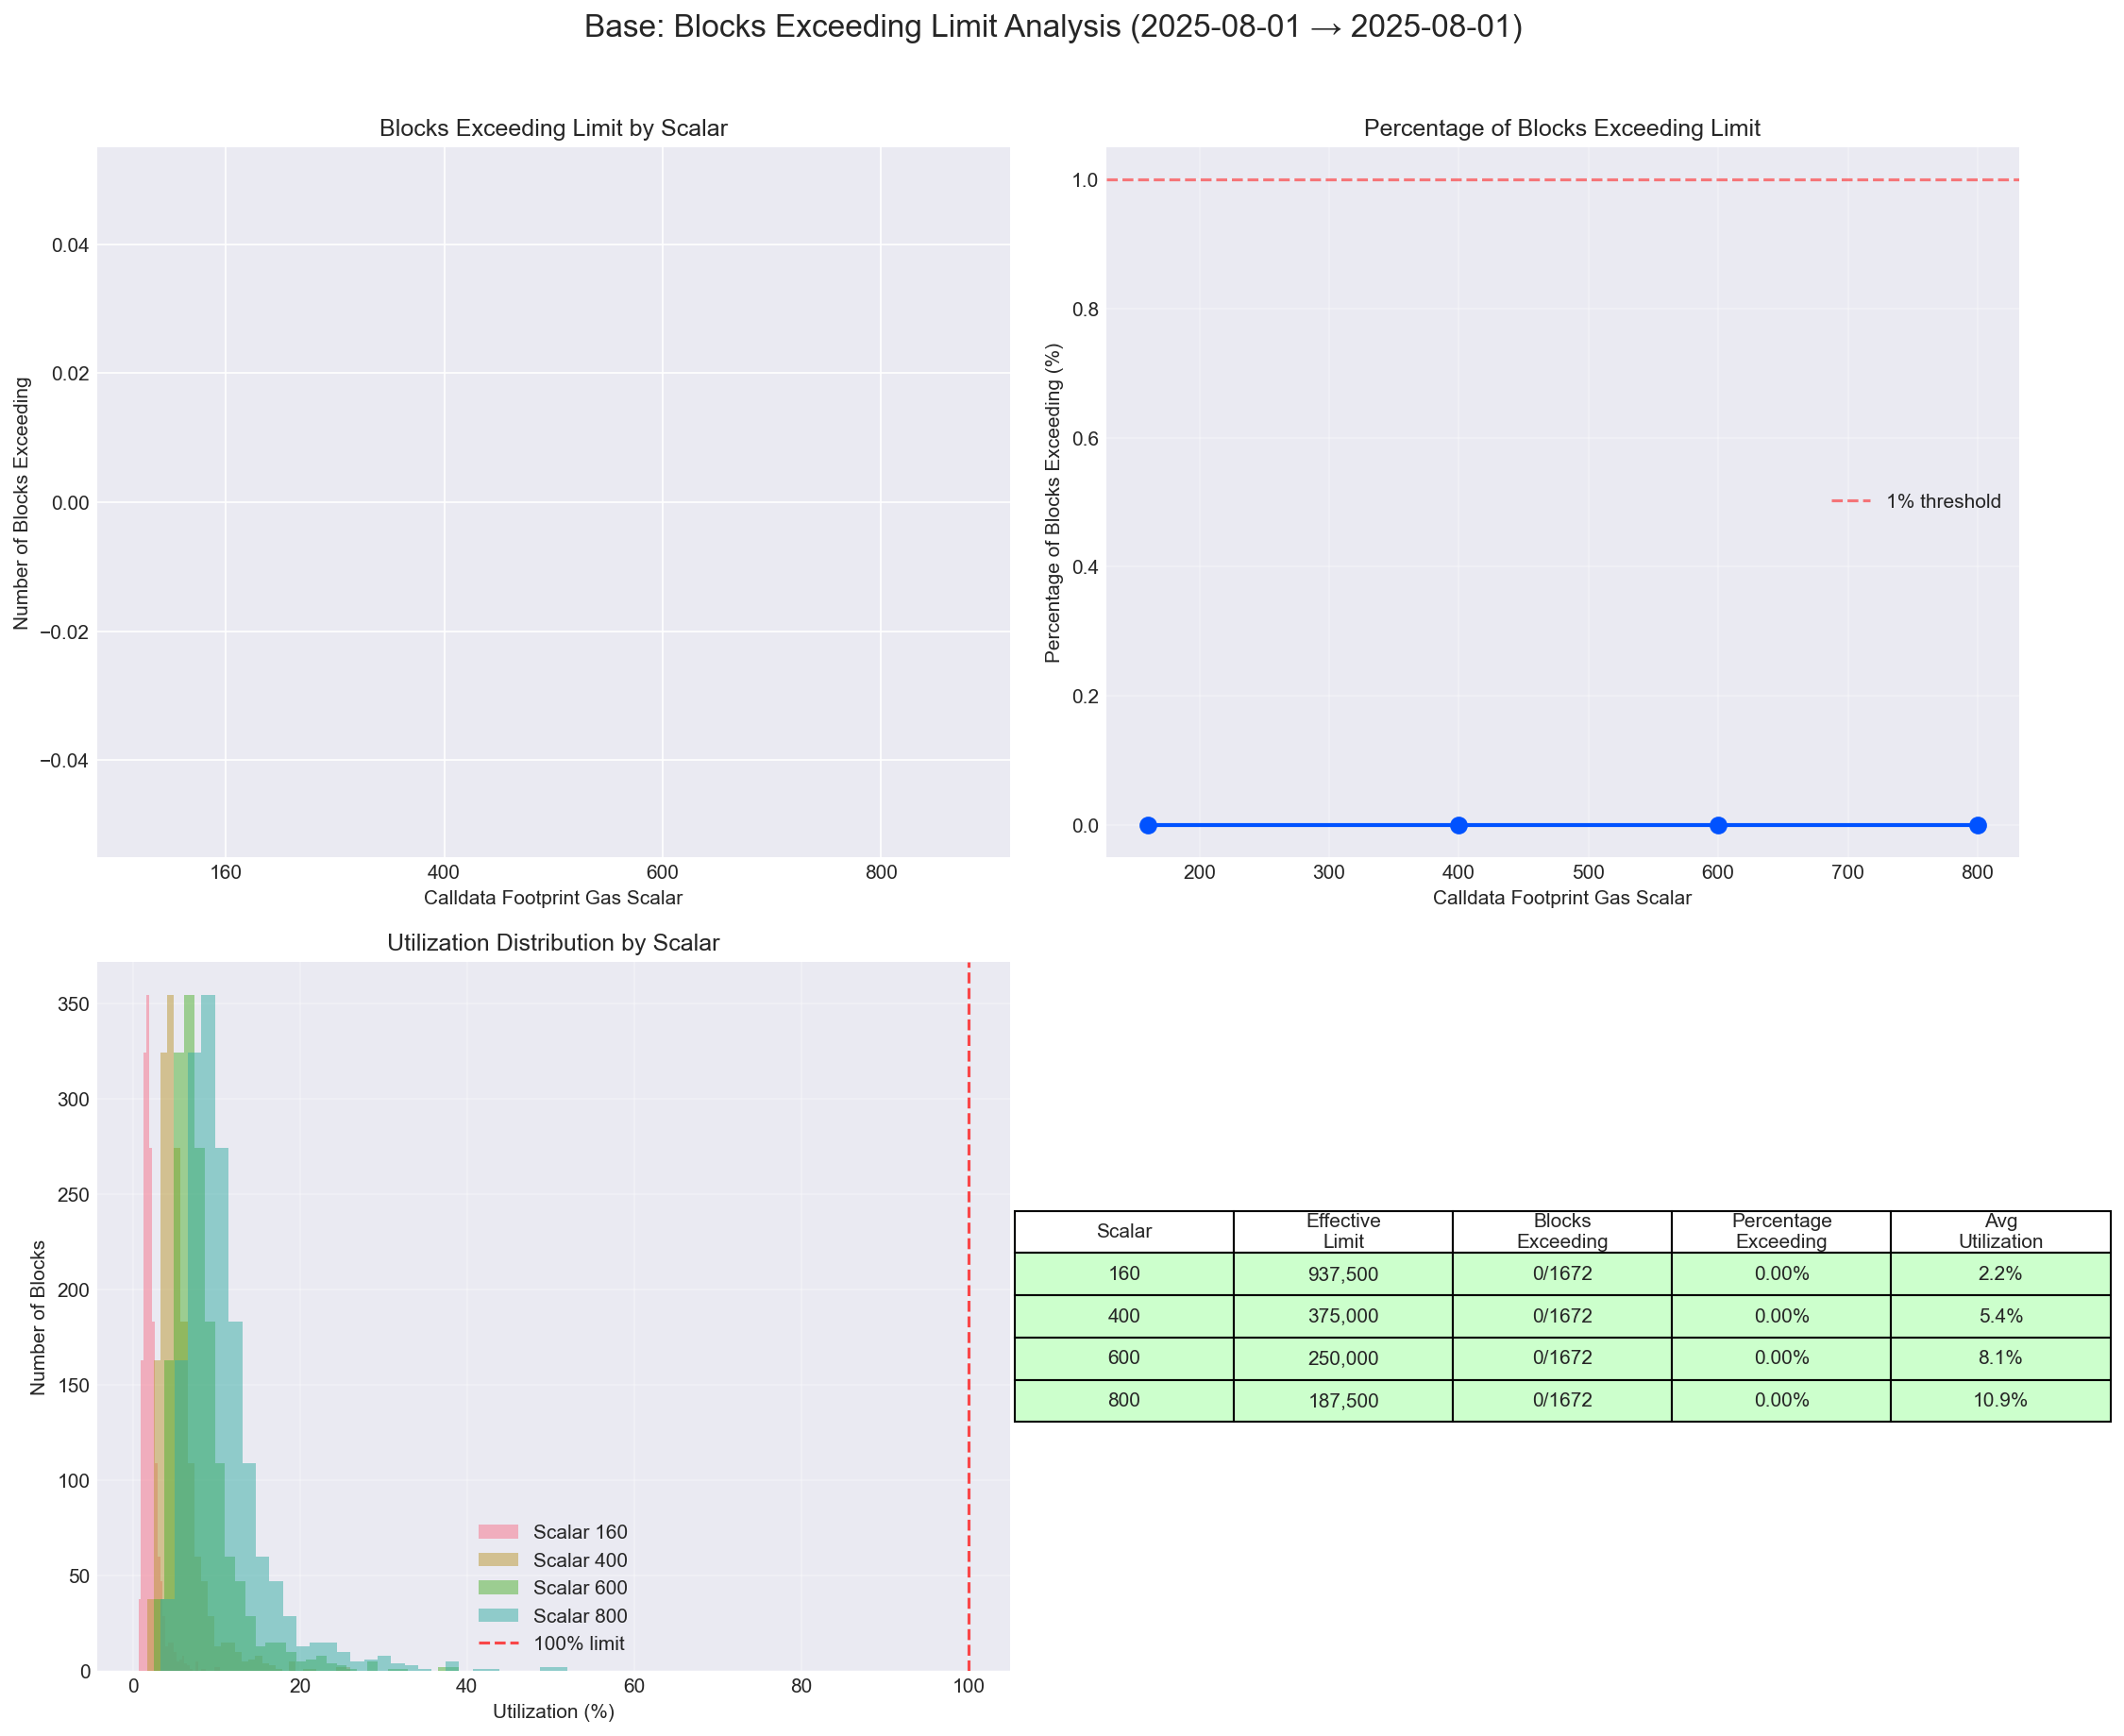 Base: Blocks Exceeding Limit Analysis (2025-08-01 → 2025-08-01)
Blocks Exceeding Limit by Scalar
Number of Blocks Exceeding
0.04
0.02
0.00
−0.02
−0.04
160 400 600 800
Calldata Footprint Gas Scalar
Percentage of Blocks Exceeding Limit
Percentage of Blocks Exceeding (%)
1.0
0.8
0.6
0.4
0.2
0.0
1% threshold
200 300 400 500 600 700 800
Calldata Footprint Gas Scalar
Utilization Distribution by Scalar
Number of Blocks
350
300
250
200
150
100
50
0
Scalar 160
Scalar 400
Scalar 600
Scalar 800
100% limit
0 20 40 60 80 100
Utilization (%)
Scalar Effective Limit Blocks Exceeding Percentage Exceeding Avg Utilization
160 937,500 0/1672 0.00% 2.2%
400 375,000 0/1672 0.00% 5.4%
600 250,000 0/1672 0.00% 8.1%
800 187,500 0/1672 0.00% 10.9%